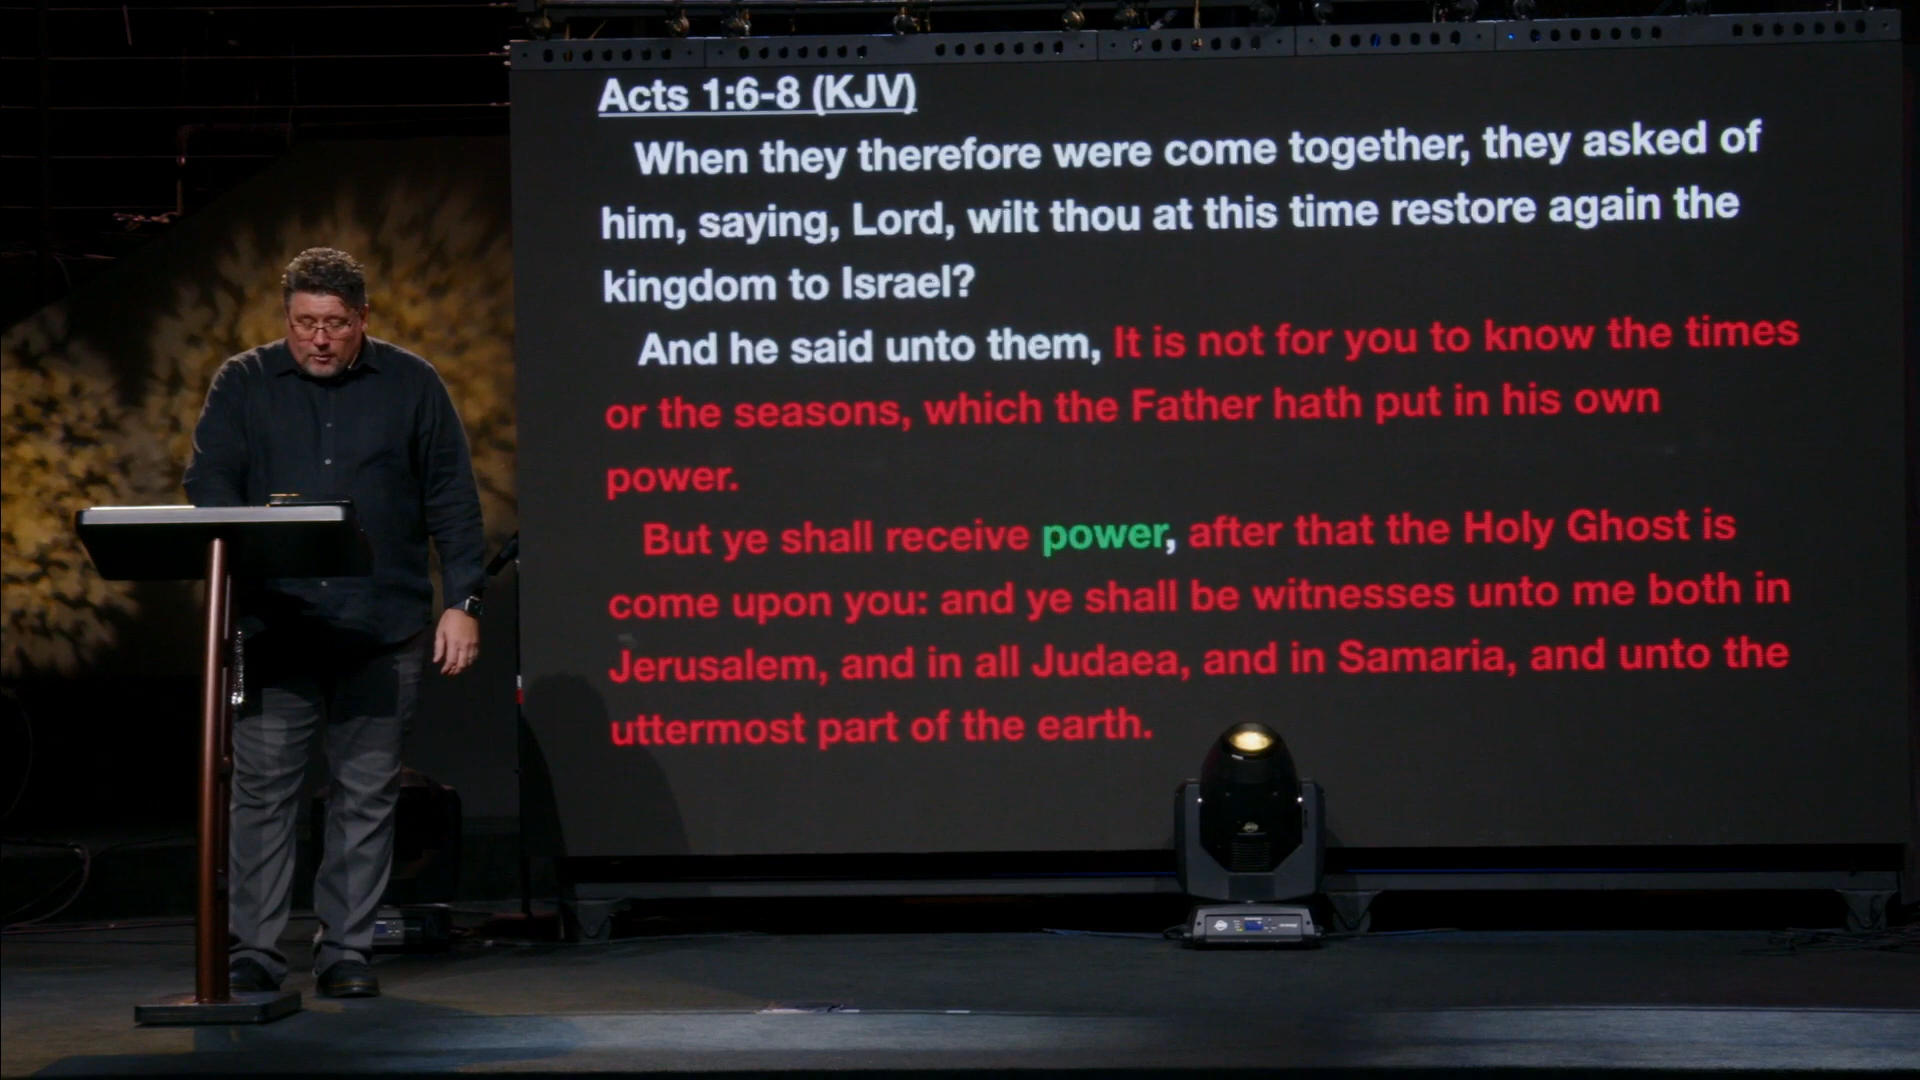 Acts 1:6-8 (KJV)
When they therefore were come together, they asked of
him, saying, Lord, wilt thou at this time restore again the
kingdom to Israel?
And he said unto them, It is not for you to know the times
or the seasons, which the Father hath put in his own
power.
But ye shall receive power, after that the Holy Ghost is
come upon you: and ye shall be witnesses unto me both in
Jerusalem, and in all Judaea, and in Samaria, and unto the
uttermost part of the earth.